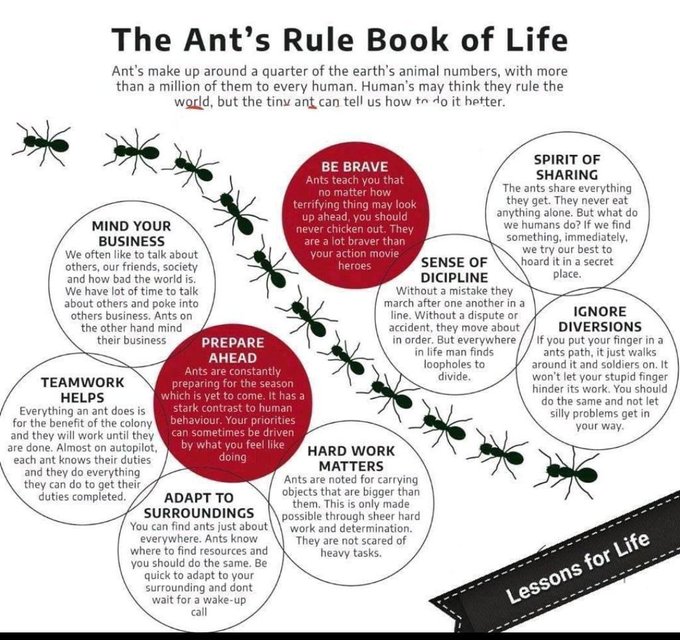 The Ant's Rule Book of Life
Ant's make up around a quarter of the earth's animal numbers, with more
than a million of them to every human. Human's may think they rule the
world, but the tiny ant can tell us how to do it better.
BE BRAVE
Ants teach you that
no matter how
terrifying thing may look
up ahead, you should
never chicken out. They
are a lot braver than
your action movie
heroes
SPIRIT OF
SHARING
The ants share everything
they get. They never eat
anything alone. But what do
we humans do? If we find
something, immediately,
we try our best to
hoard it in a secret
place.
MIND YOUR
BUSINESS
We often like to talk about
others, our friends, society
and how bad the world is.
We have lot of time to talk
about others and poke into
others business. Ants on
the other hand mind
their business
SENSE OF
DICIPLINE
Without a mistake they
march after one another in a
line. Without a dispute or
accident, they move about
in order. But everywhere
in life man finds
loopholes to
divide.
IGNORE
DIVERSIONS
If you put your finger in a
ants path, it just walks
around it and soldiers on. It
won't let your stupid finger
hinder its work. You should
do the same and not let
silly problems get in
your way.
PREPARE
AHEAD
Ants are constantly
preparing for the season
which is yet to come. It has a
stark contrast to human
behaviour. Your priorities
can sometimes be driven
by what you feel like
doing
TEAMWORK
HELPS
Everything an ant does is
for the benefit of the colony
and they will work until they
are done. Almost on autopilot,
each ant knows their duties
and they do everything
they can do to get their
duties completed.
HARD WORK
MATTERS
Ants are noted for carrying
objects that are bigger than
them. This is only made
possible through sheer hard
work and determination.
They are not scared of
heavy tasks.
ADAPT TO
SURROUNDINGS
You can find ants just about
everywhere. Ants know
where to find resources and
you should do the same. Be
quick to adapt to your
surrounding and dont
wait for a wake-up
call
Lessons for Life